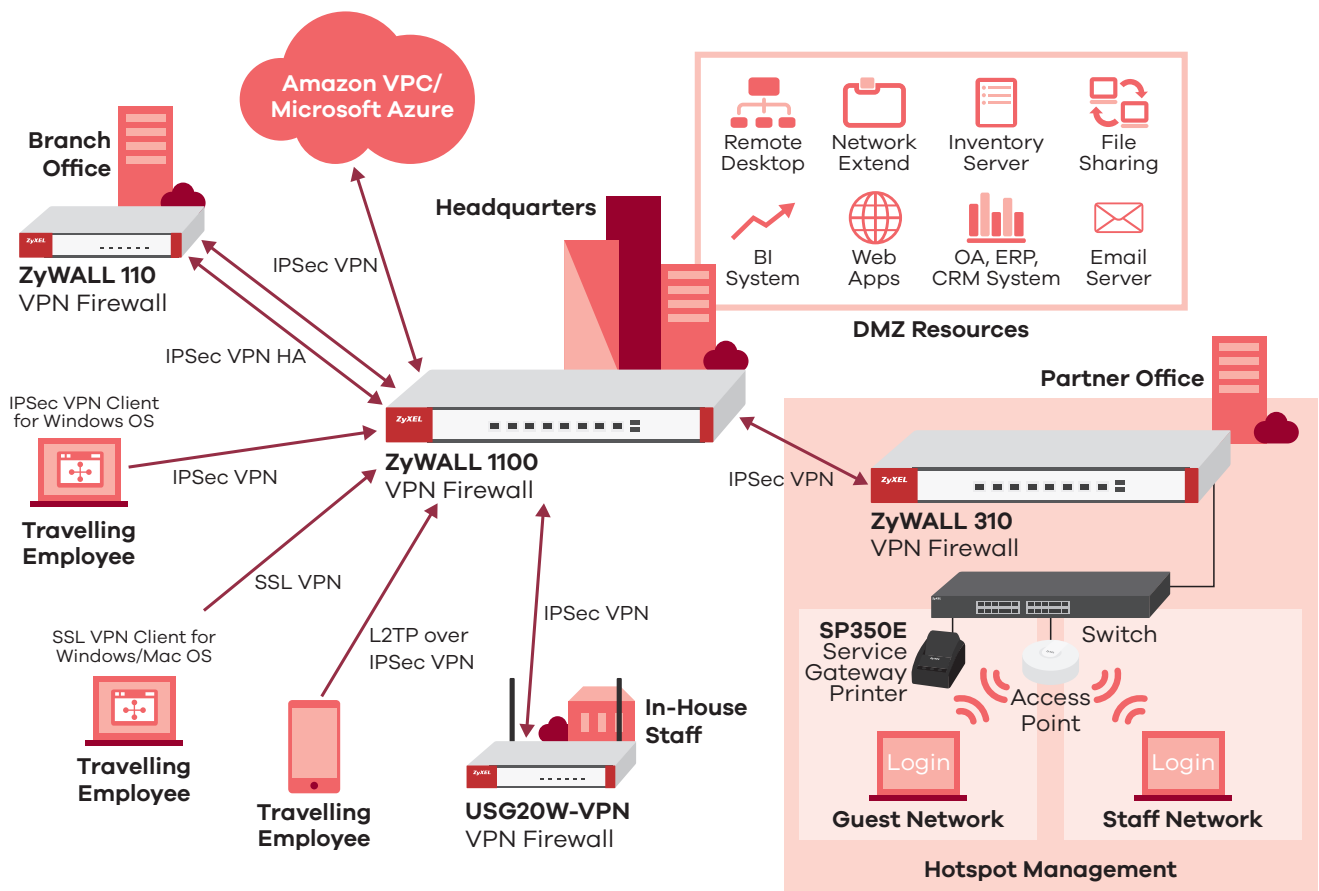 Amazon VPC/
Microsoft Azure
Branch
Office
ZyXEL
ZyWALL 110
VPN Firewall
IPSec VPN
IPSec VPN HA
Headquarters
Remote
Desktop
Network
Extend
Inventory
Server
File
Sharing
BI
System
Web
Apps
OA, ERP,
CRM System
Email
Server
DMZ Resources
IPSec VPN Client
for Windows OS
IPSec VPN
Travelling
Employee
ZyXEL
ZyWALL 1100
VPN Firewall
SSL VPN
SSL VPN Client for
Windows/Mac OS
Travelling
Employee
L2TP over
IPSec VPN
Travelling
Employee
IPSec VPN
In-House
Staff
ZyXEL
USG20W-VPN
VPN Firewall
IPSec VPN
Partner Office
ZyXEL
ZyWALL 310
VPN Firewall
Switch
SP350E
Service
Gateway
Printer
Access
Point
Login
Guest Network
Login
Staff Network
Hotspot Management